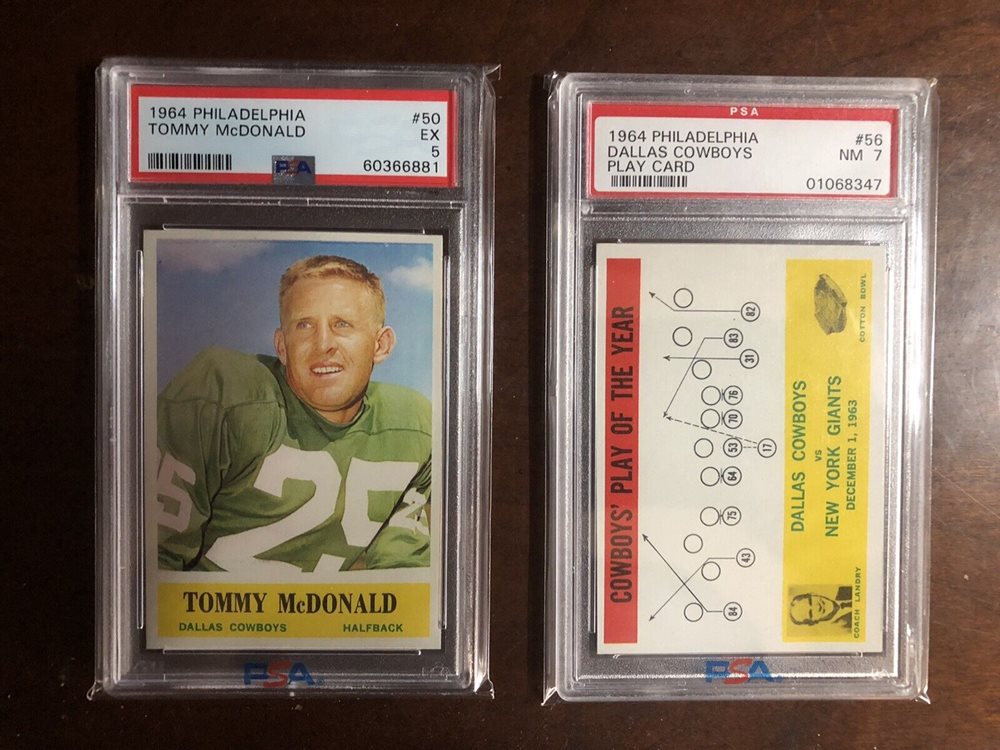 1964 PHILADELPHIA #50
TOMMY McDONALD EX
5
PSA 60366881
25
25
TOMMY McDONALD
DALLAS COWBOYS HALFBACK
PSA
PSA
1964 PHILADELPHIA #56
DALLAS COWBOYS NM 7
PLAY CARD
01068347
COWBOYS' PLAY OF THE YEAR
82
83
31
76
70
53
17
64
75
43
84
DALLAS COWBOYS
vs
NEW YORK GIANTS
DECEMBER 1, 1963
COTTON BOWL
COACH LANDRY
PSA